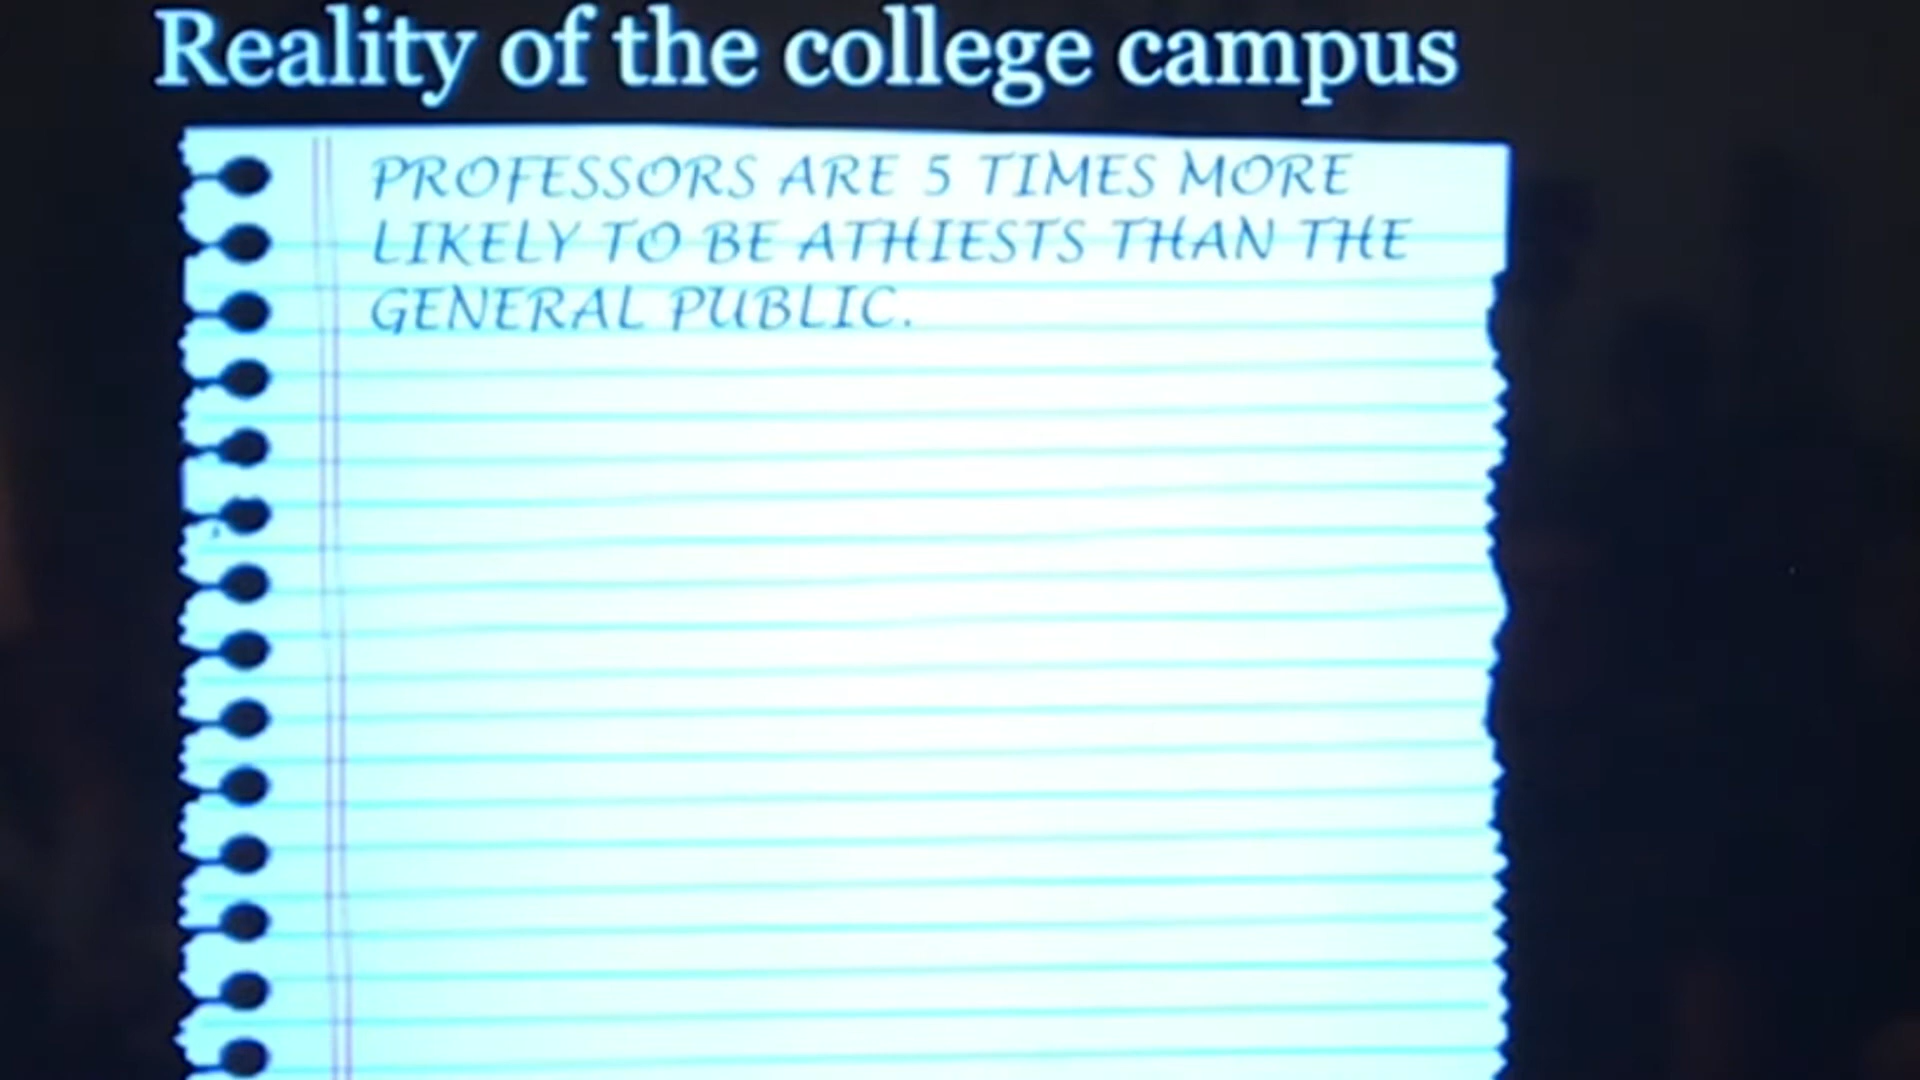 Reality of the college campus
PROFESSORS ARE 5 TIMES MORE
LIKELY TO BE ATHIESTS THAN THE
GENERAL PUBLIC.